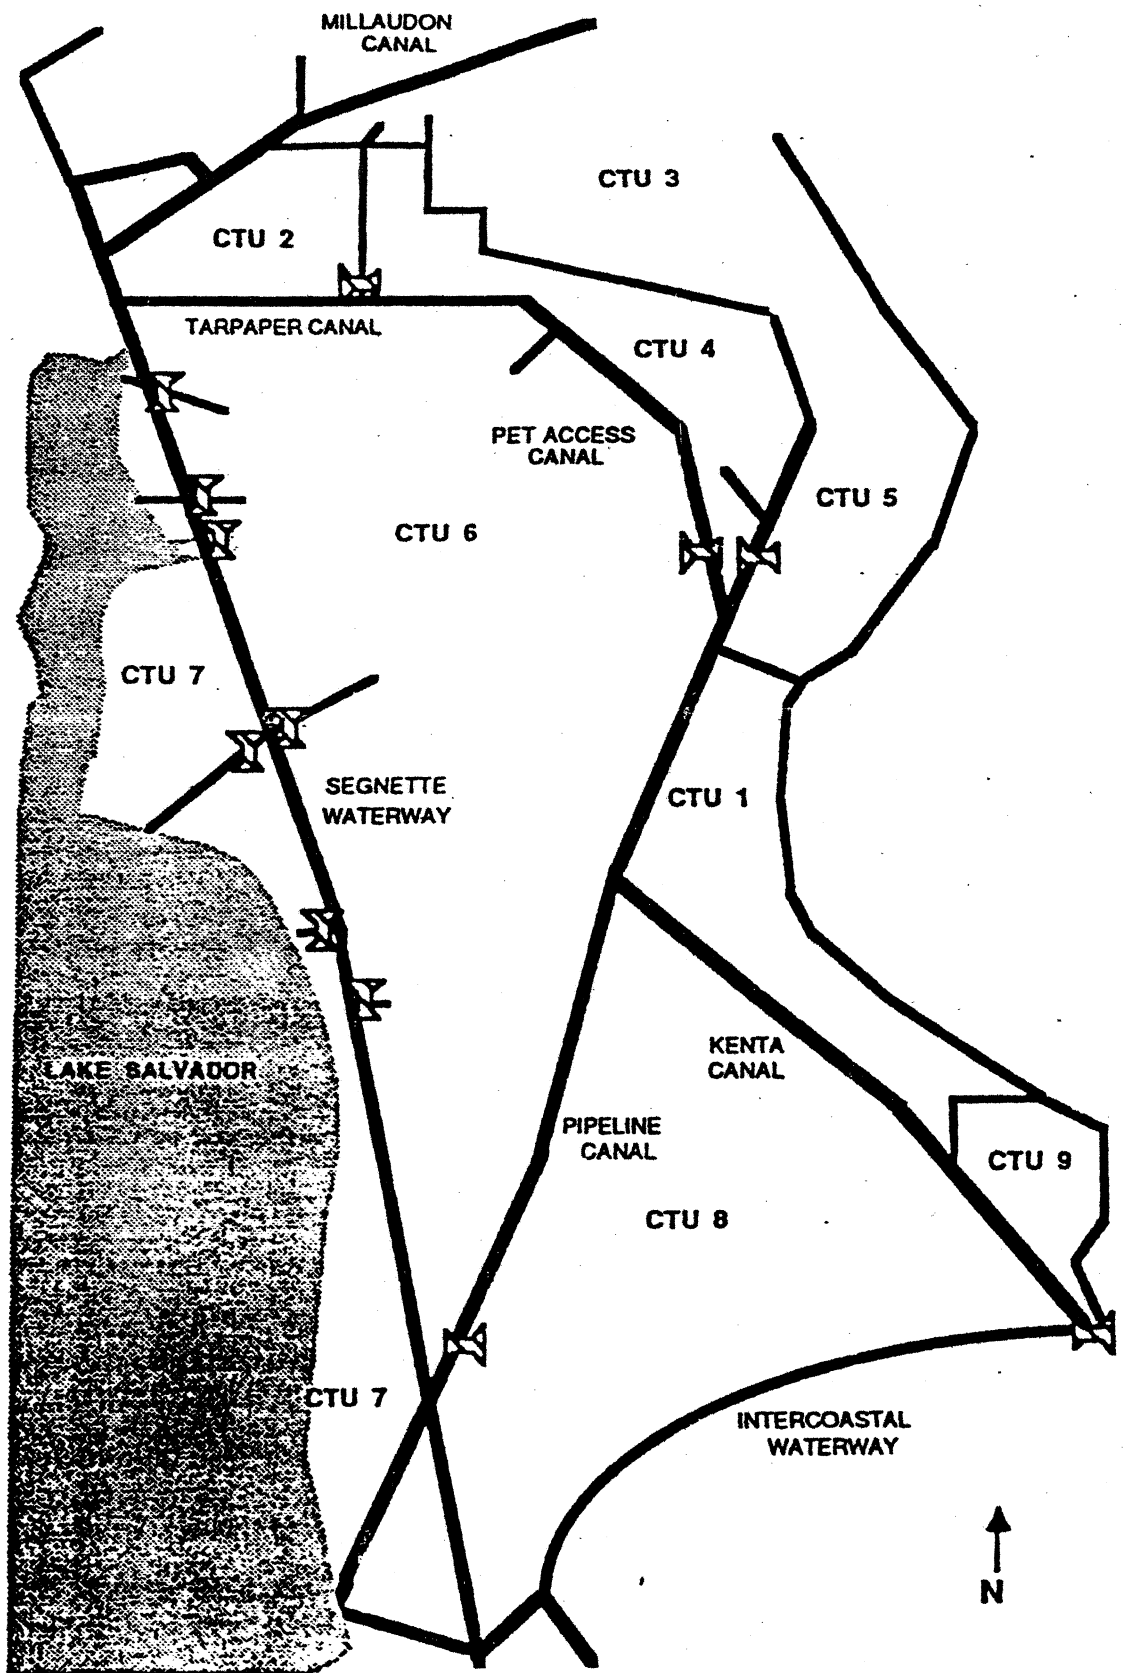 MILLAUDON
CANAL
CTU 3
CTU 2
TARPAPER CANAL
CTU 4
PET ACCESS
CANAL
CTU 5
CTU 6
CTU 7
SEGNETTE
WATERWAY
CTU 1
KENTA
CANAL
LAKE SALVADOR
PIPELINE
CANAL
CTU 9
CTU 8
CTU 7
INTERCOASTAL
WATERWAY
N